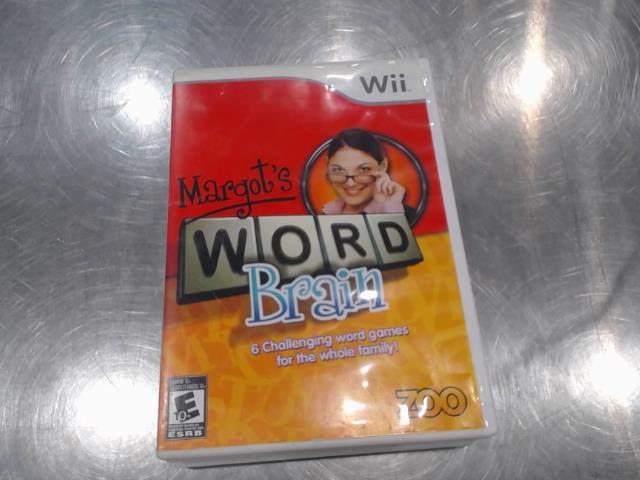 Wii
Margot's
WORD
Brain
6 Challenging word games
for the whole family!
E
ESRB
ZOO